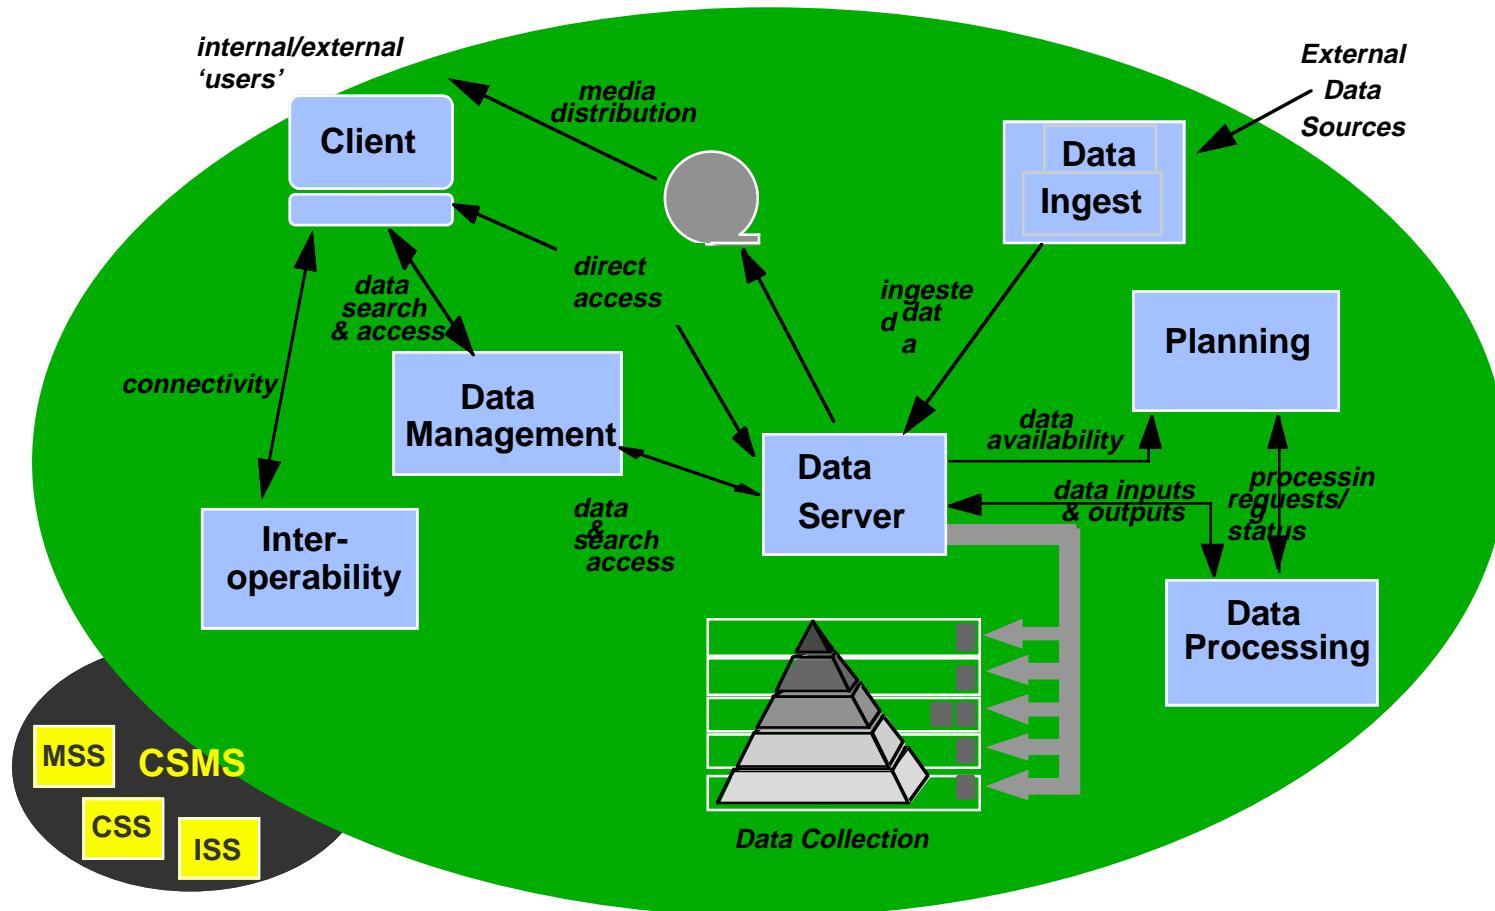 internal/external
‘users’
Client
media
distribution
External
Data
Sources
Data
Ingest
data
search
& access
direct
access
ingeste
d dat
a
Planning
connectivity
Data
Management
data
availability
Data
Server
data inputs
& outputs
processin
g
requests/
status
data
&
search
access
Inter-
operability
Data
Processing
MSS
CSMS
CSS
ISS
Data Collection